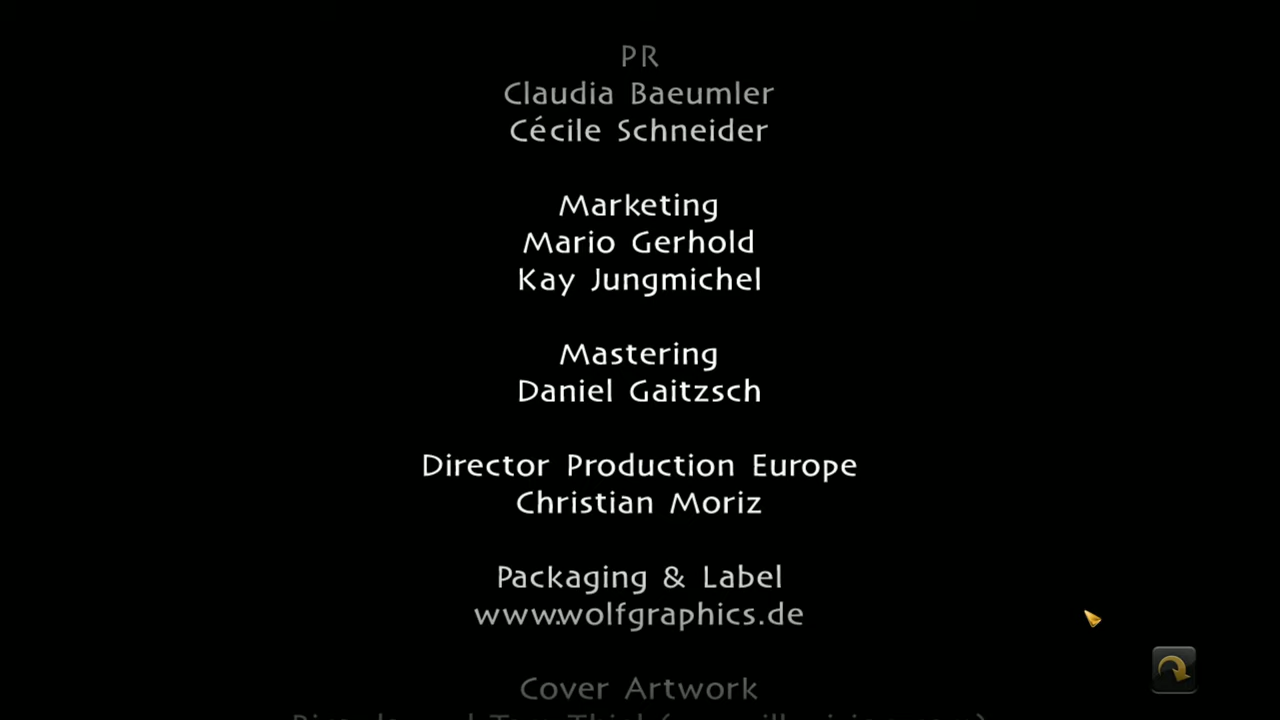 PR
Claudia Baeumler
Cécile Schneider
Marketing
Mario Gerhold
Kay Jungmichel
Mastering
Daniel Gaitzsch
Director Production Europe
Christian Moriz
Packaging & Label
www.wolfgraphics.de
Cover Artwork